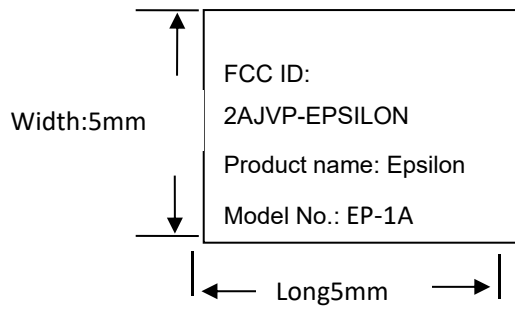 FCC ID:
2AJVP-EPSILON
Width:5mm
Product name: Epsilon
Model No.: EP-1A
Long5mm